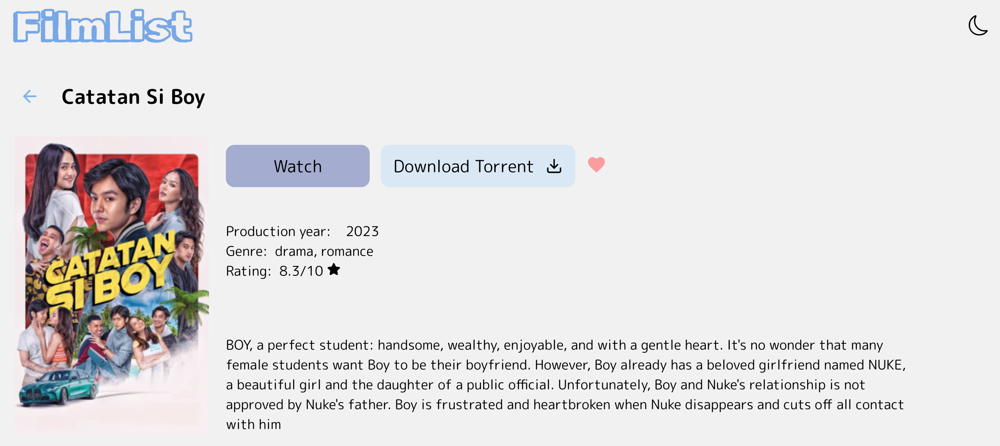 FilmList
Catatan Si Boy
CATATAN
SI BOY
Watch
Download Torrent
Production year: 2023
Genre: drama, romance
Rating: 8.3/10
BOY, a perfect student: handsome, wealthy, enjoyable, and with a gentle heart. It's no wonder that many
female students want Boy to be their boyfriend. However, Boy already has a beloved girlfriend named NUKE,
a beautiful girl and the daughter of a public official. Unfortunately, Boy and Nuke's relationship is not
approved by Nuke's father. Boy is frustrated and heartbroken when Nuke disappears and cuts off all contact
with him